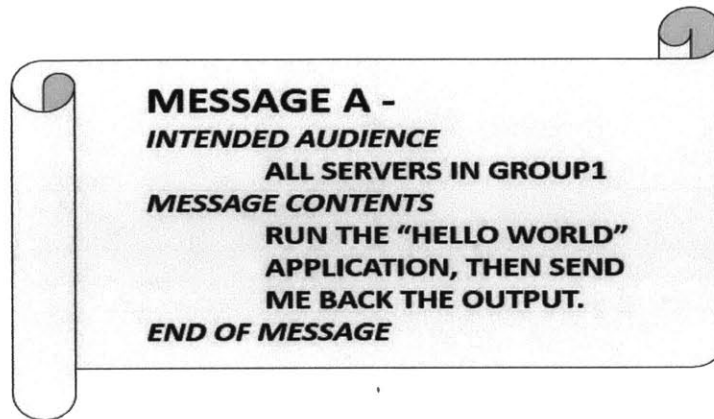 MESSAGE A -
INTENDED AUDIENCE
ALL SERVERS IN GROUP1
MESSAGE CONTENTS
RUN THE “HELLO WORLD”
APPLICATION, THEN SEND
ME BACK THE OUTPUT.
END OF MESSAGE